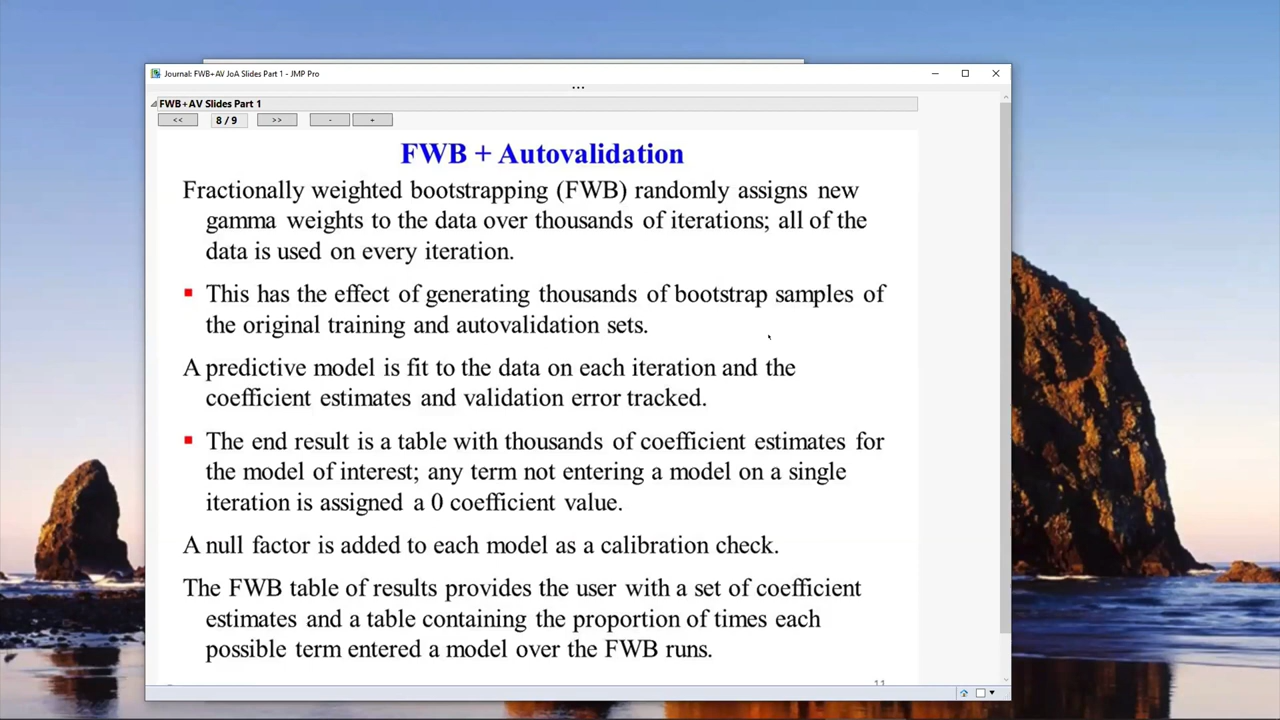 Journal: FWB+AV JoA Slides Part 1 - JMP Pro
...
FWB+AV Slides Part 1
<< 8 / 9 >> - +
FWB + Autovalidation
Fractionally weighted bootstrapping (FWB) randomly assigns new
gamma weights to the data over thousands of iterations; all of the
data is used on every iteration.
This has the effect of generating thousands of bootstrap samples of
the original training and autovalidation sets.
A predictive model is fit to the data on each iteration and the
coefficient estimates and validation error tracked.
The end result is a table with thousands of coefficient estimates for
the model of interest; any term not entering a model on a single
iteration is assigned a 0 coefficient value.
A null factor is added to each model as a calibration check.
The FWB table of results provides the user with a set of coefficient
estimates and a table containing the proportion of times each
possible term entered a model over the FWB runs.
11